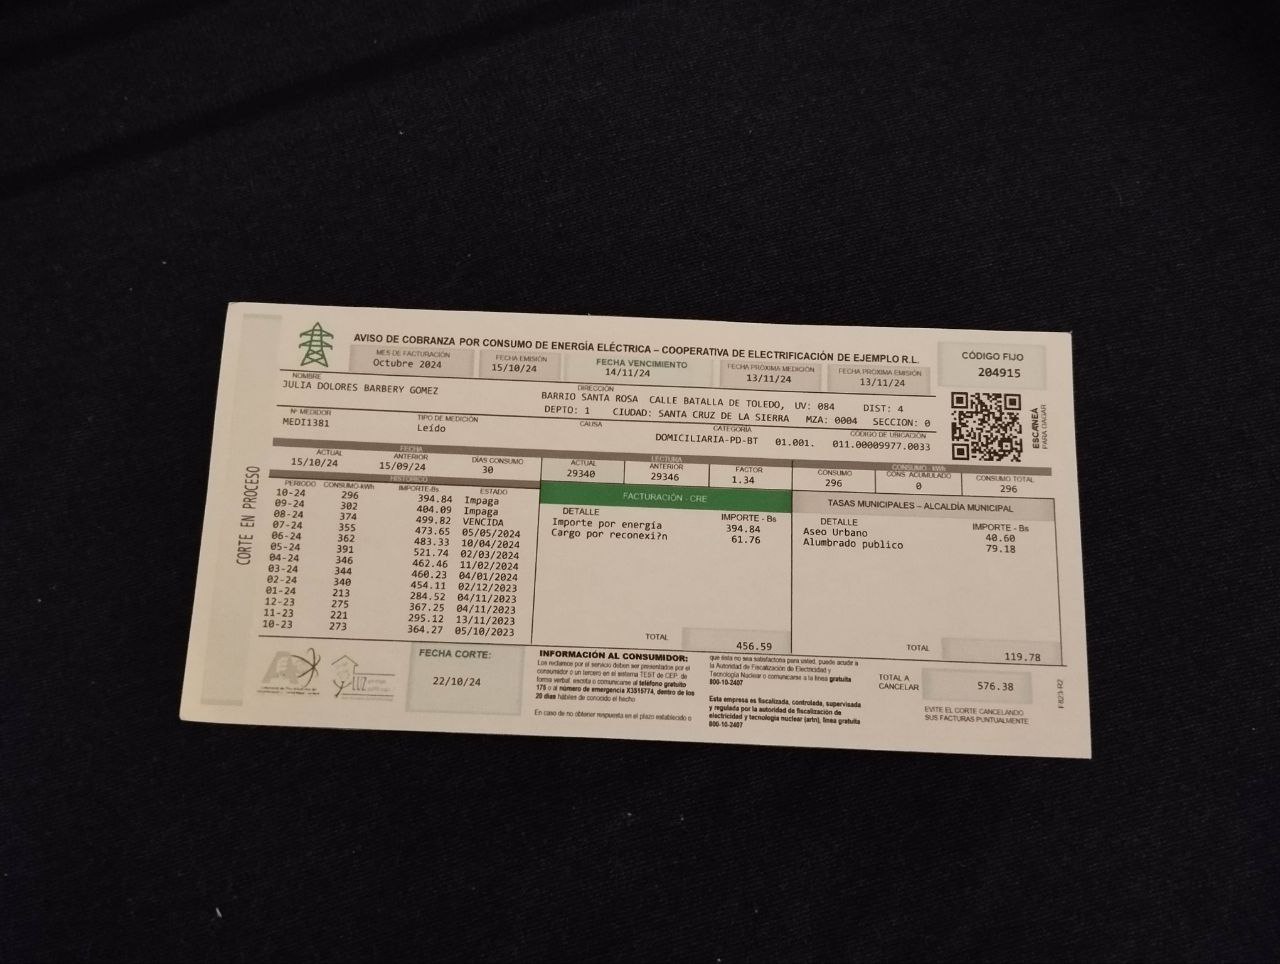 AVISO DE COBRANZA POR CONSUMO DE ENERGÍA ELÉCTRICA – COOPERATIVA DE ELECTRIFICACIÓN DE EJEMPLO R.L.
CÓDIGO FIJO
204915
MES DE FACTURACIÓN
Octubre 2024
FECHA EMISIÓN
15/10/24
FECHA VENCIMIENTO
14/11/24
FECHA PRÓXIMA MEDICIÓN
13/11/24
FECHA PRÓXIMA EMISIÓN
13/11/24
NOMBRE
JULIA DOLORES BARBERY GOMEZ
DIRECCIÓN
BARRIO SANTA ROSA CALLE BATALLA DE TOLEDO, UV: 084 DIST: 4
DEPTO: 1 CIUDAD: SANTA CRUZ DE LA SIERRA MZA: 0004 SECCION: 0
Nº MEDIDOR
MEDI1381
TIPO DE MEDICIÓN
Leído
CAUSA
CATEGORÍA
DOMICILIARIA-PD-BT 01.001.
CÓDIGO DE UBICACIÓN
011.00009977.0033
ESCANEA
PARA PAGAR
CORTE EN PROCESO
FECHA
ACTUAL
15/10/24
ANTERIOR
15/09/24
DÍAS CONSUMO
30
LECTURA
ACTUAL
29340
ANTERIOR
29346
FACTOR
1.34
CONSUMO - kWh
CONSUMO
296
CONS. ACUMULADO
0
CONSUMO TOTAL
296
HISTÓRICO
PERIODO CONSUMO-kWh IMPORTE-Bs ESTADO
10-24 296 394.84 Impaga
09-24 302 404.09 Impaga
08-24 374 499.82 VENCIDA
07-24 355 473.65 05/05/2024
06-24 362 483.33 10/04/2024
05-24 391 521.74 02/03/2024
04-24 346 462.46 11/02/2024
03-24 344 460.23 04/01/2024
02-24 340 454.11 02/12/2023
01-24 213 284.52 04/11/2023
12-23 275 367.25 04/11/2023
11-23 221 295.12 13/11/2023
10-23 273 364.27 05/10/2023
FACTURACIÓN - CRE
DETALLE IMPORTE - Bs
Importe por energía 394.84
Cargo por reconexi?n 61.76
TOTAL 456.59
TASAS MUNICIPALES – ALCALDÍA MUNICIPAL
DETALLE IMPORTE - Bs
Aseo Urbano 40.60
Alumbrado publico 79.18
TOTAL 119.78
FECHA CORTE:
22/10/24
INFORMACIÓN AL CONSUMIDOR:
Los reclamos por el servicio deben ser presentados por el
consumidor o un tercero en el sistema TEST de CEP, de
forma verbal, escrita o comunicarse al teléfono gratuito
176 o al número de emergencia X3515774, dentro de los
20 días hábiles de conocido el hecho
En caso de no obtener respuesta en el plazo establecido o
que ésta no sea satisfactoria para usted, puede acudir a
la Autoridad de Fiscalización de Electricidad y
Tecnología Nuclear o comunicarse a la línea gratuita
800-10-2407
Esta empresa es fiscalizada, controlada, supervisada
y regulada por la autoridad de fiscalización de
electricidad y tecnología nuclear (aetn), línea gratuita
800-10-2407
TOTAL A
CANCELAR
576.38
EVITE EL CORTE CANCELANDO
SUS FACTURAS PUNTUALMENTE
F823-R2